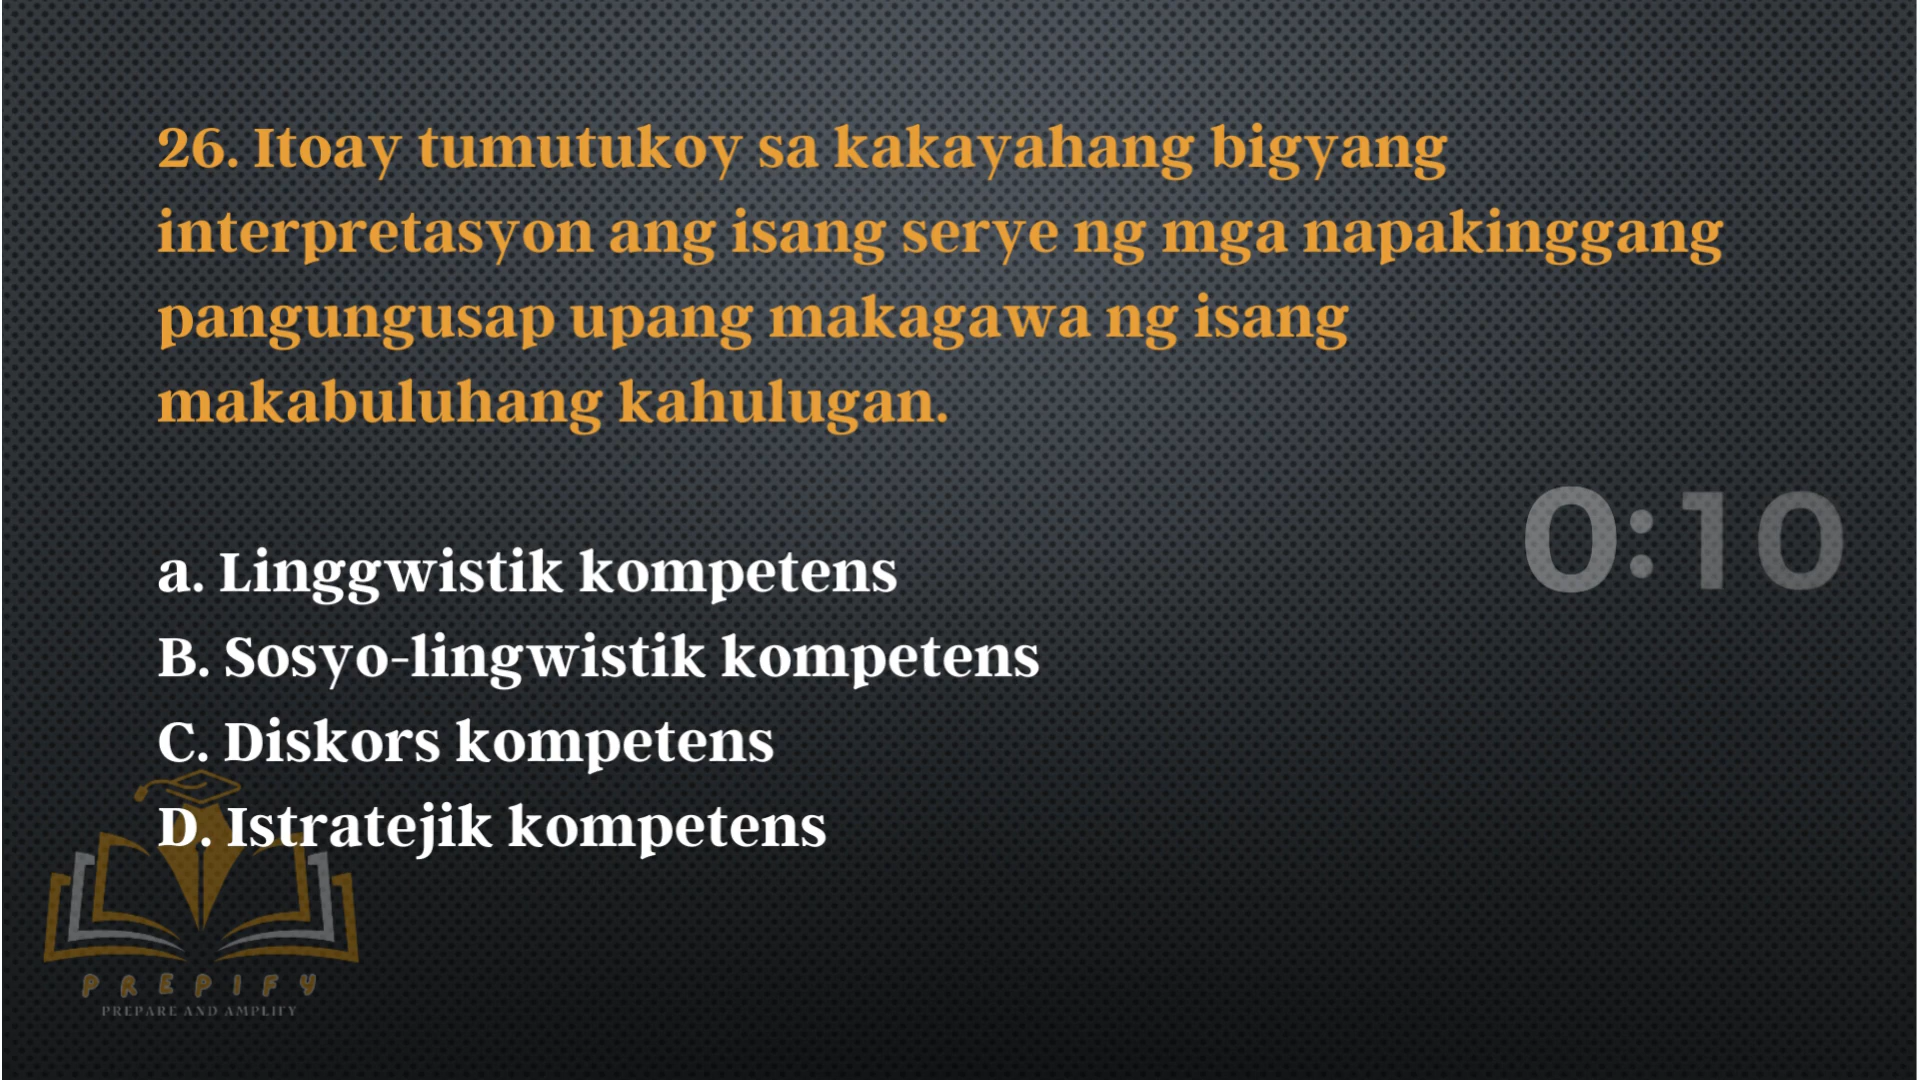 26. Itoay tumutukoy sa kakayahang bigyang
interpretasyon ang isang serye ng mga napakinggang
pangungusap upang makagawa ng isang
makabuluhang kahulugan.
0:10
a. Linggwistik kompetens
B. Sosyo-lingwistik kompetens
C. Diskors kompetens
D. Istratejik kompetens
PREPIFY
PREPARE AND AMPLIFY